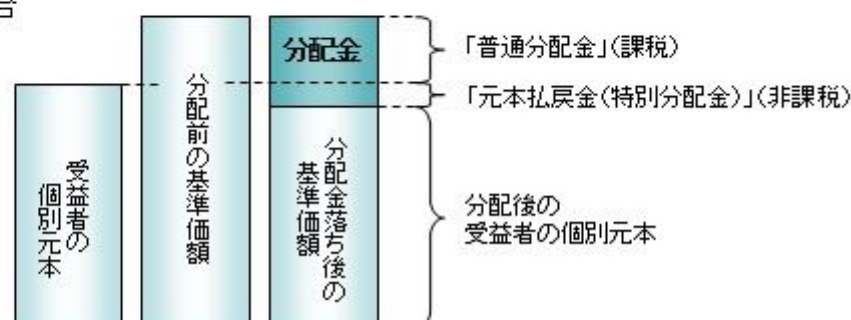 合
分配金
「普通分配金」(課税)
「元本払戻金(特別分配金)」(非課税)
受益者の
個別元本
分配前の基準価額
分配金落ち後の
基準価額
分配後の
受益者の個別元本